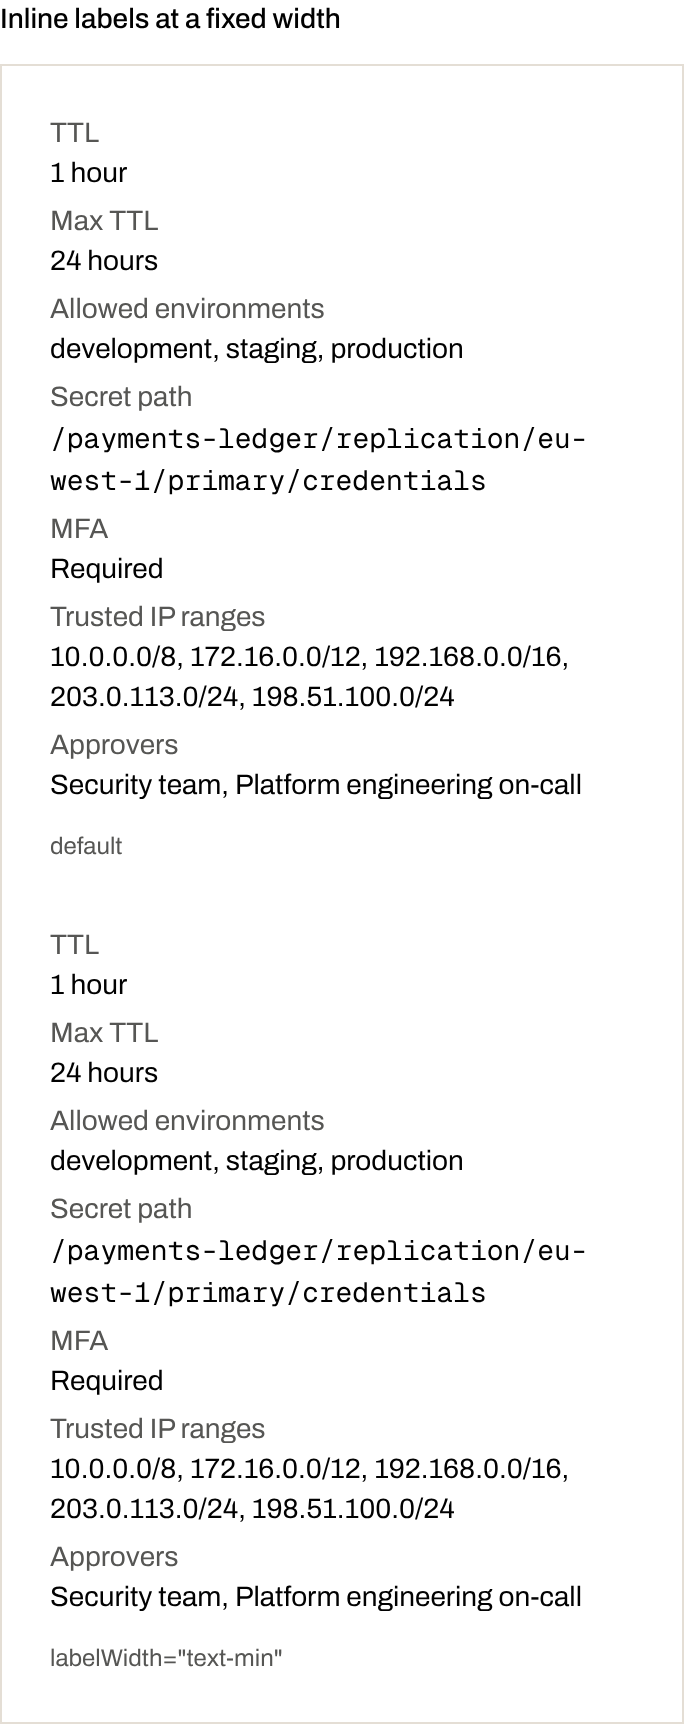 Inline labels at a fixed width
TTL
1 hour
Max TTL
24 hours
Allowed environments
development, staging, production
Secret path
/payments-ledger/replication/eu-
west-1/primary/credentials
MFA
Required
Trusted IP ranges
10.0.0.0/8, 172.16.0.0/12, 192.168.0.0/16,
203.0.113.0/24, 198.51.100.0/24
Approvers
Security team, Platform engineering on-call
default
TTL
1 hour
Max TTL
24 hours
Allowed environments
development, staging, production
Secret path
/payments-ledger/replication/eu-
west-1/primary/credentials
MFA
Required
Trusted IP ranges
10.0.0.0/8, 172.16.0.0/12, 192.168.0.0/16,
203.0.113.0/24, 198.51.100.0/24
Approvers
Security team, Platform engineering on-call
labelWidth="text-min"